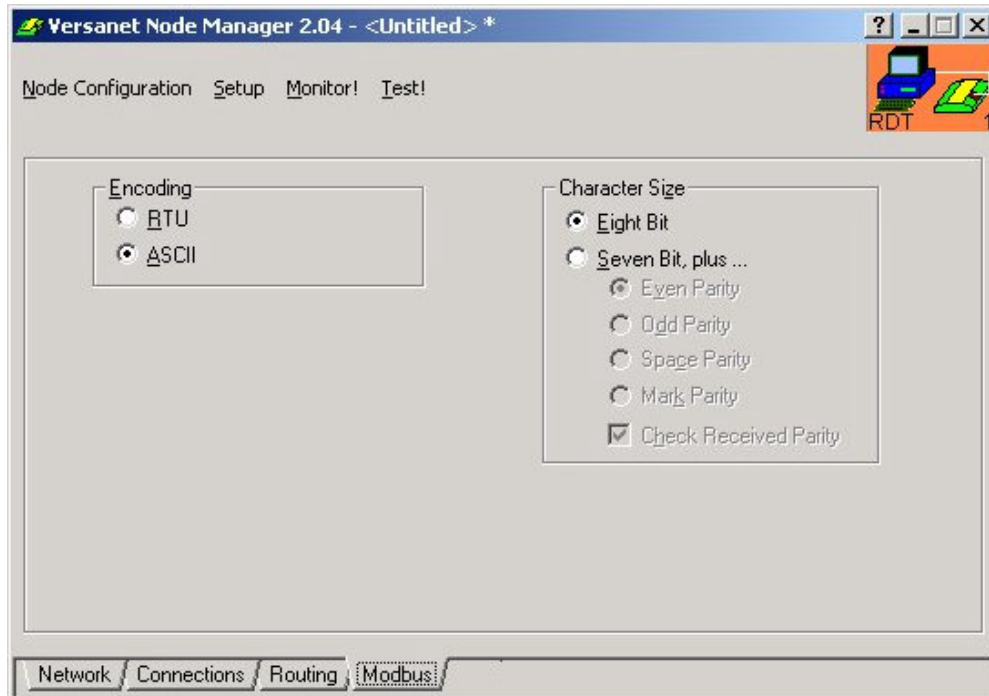 Versanet Node Manager 2.04 - <Untitled> *
Node Configuration Setup Monitor! Test!
RDT 1
Encoding
RTU
ASCII
Character Size
Eight Bit
Seven Bit, plus ...
Even Parity
Odd Parity
Space Parity
Mark Parity
Check Received Parity
Network Connections Routing Modbus